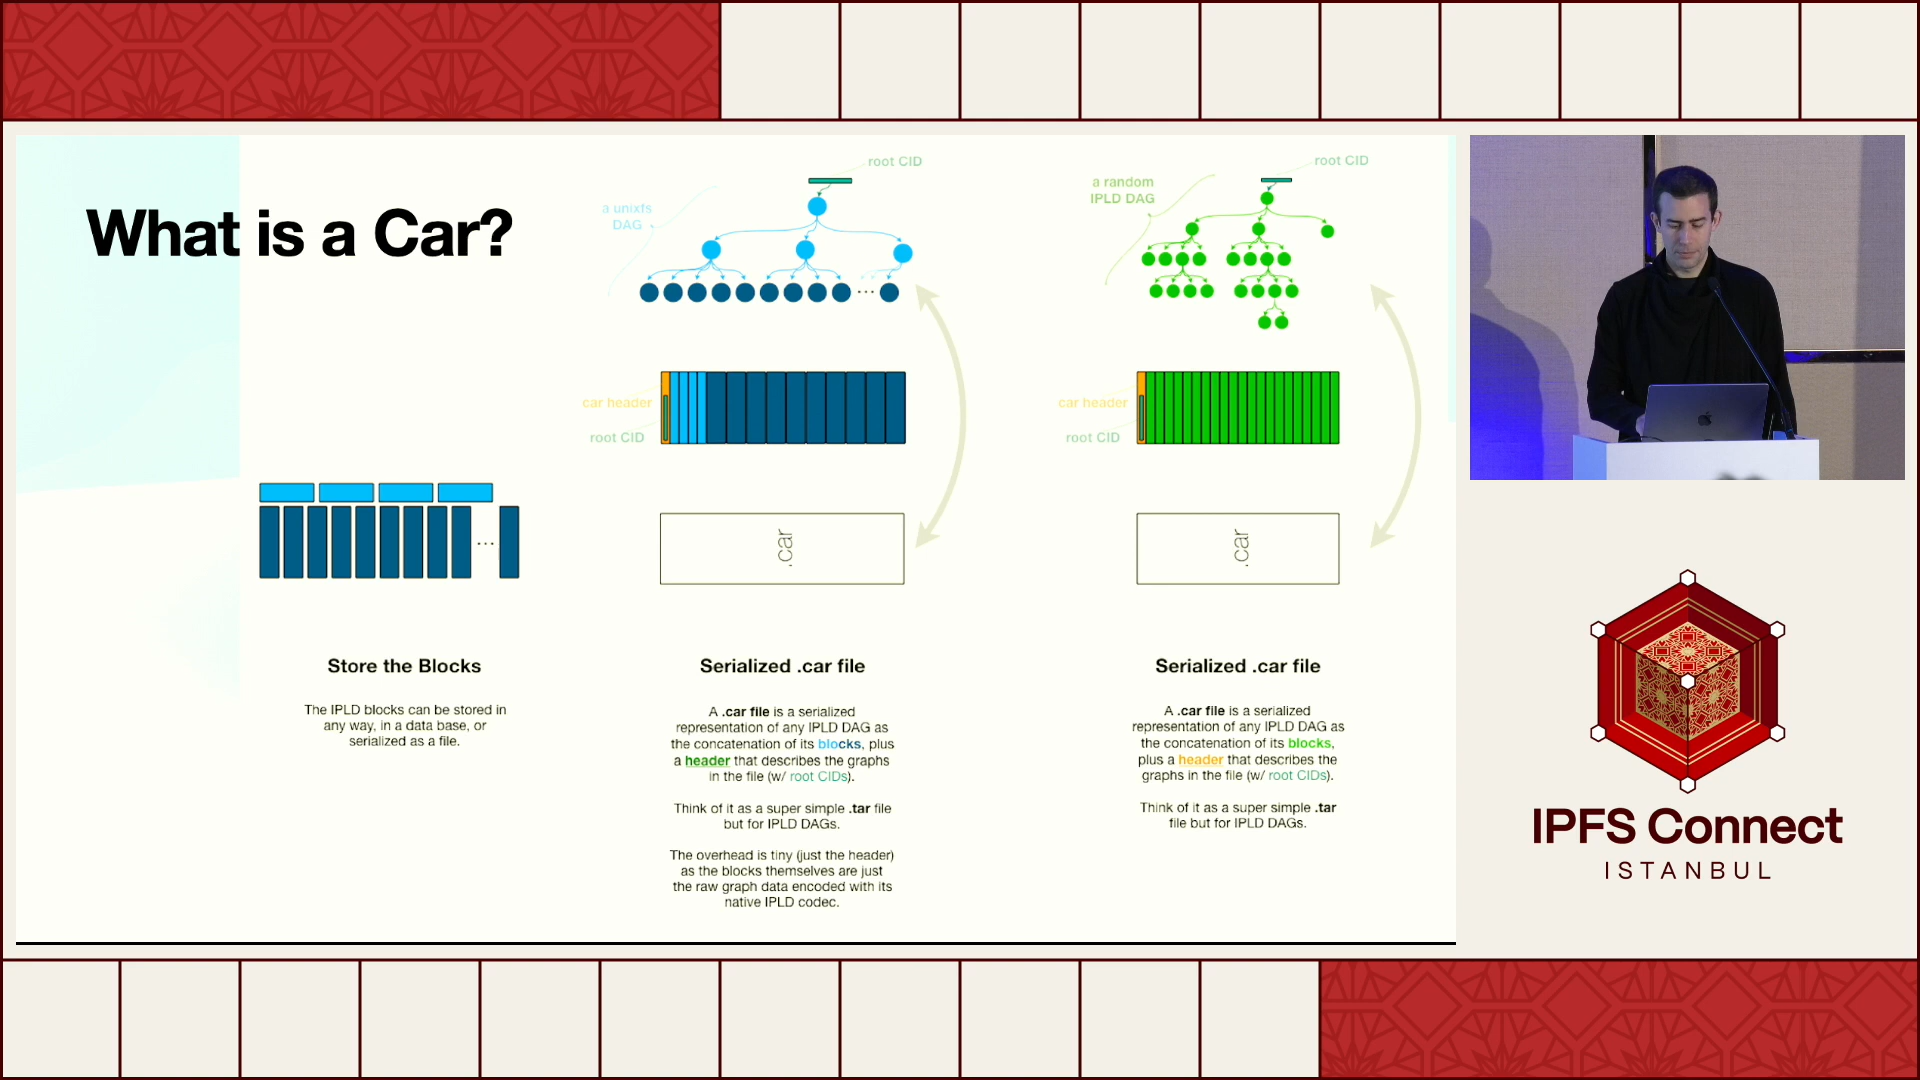 What is a Car?
root CID
a unixfs
DAG
...
car header
root CID
.car
root CID
a random
IPLD DAG
car header
root CID
.car
...
Store the Blocks
The IPLD blocks can be stored in
any way, in a data base, or
serialized as a file.
Serialized .car file
A .car file is a serialized
representation of any IPLD DAG as
the concatenation of its blocks, plus
a header that describes the graphs
in the file (w/ root CIDs).
Think of it as a super simple .tar file
but for IPLD DAGs.
The overhead is tiny (just the header)
as the blocks themselves are just
the raw graph data encoded with its
native IPLD codec.
Serialized .car file
A .car file is a serialized
representation of any IPLD DAG as
the concatenation of its blocks,
plus a header that describes the
graphs in the file (w/ root CIDs).
Think of it as a super simple .tar
file but for IPLD DAGs.
IPFS Connect
ISTANBUL